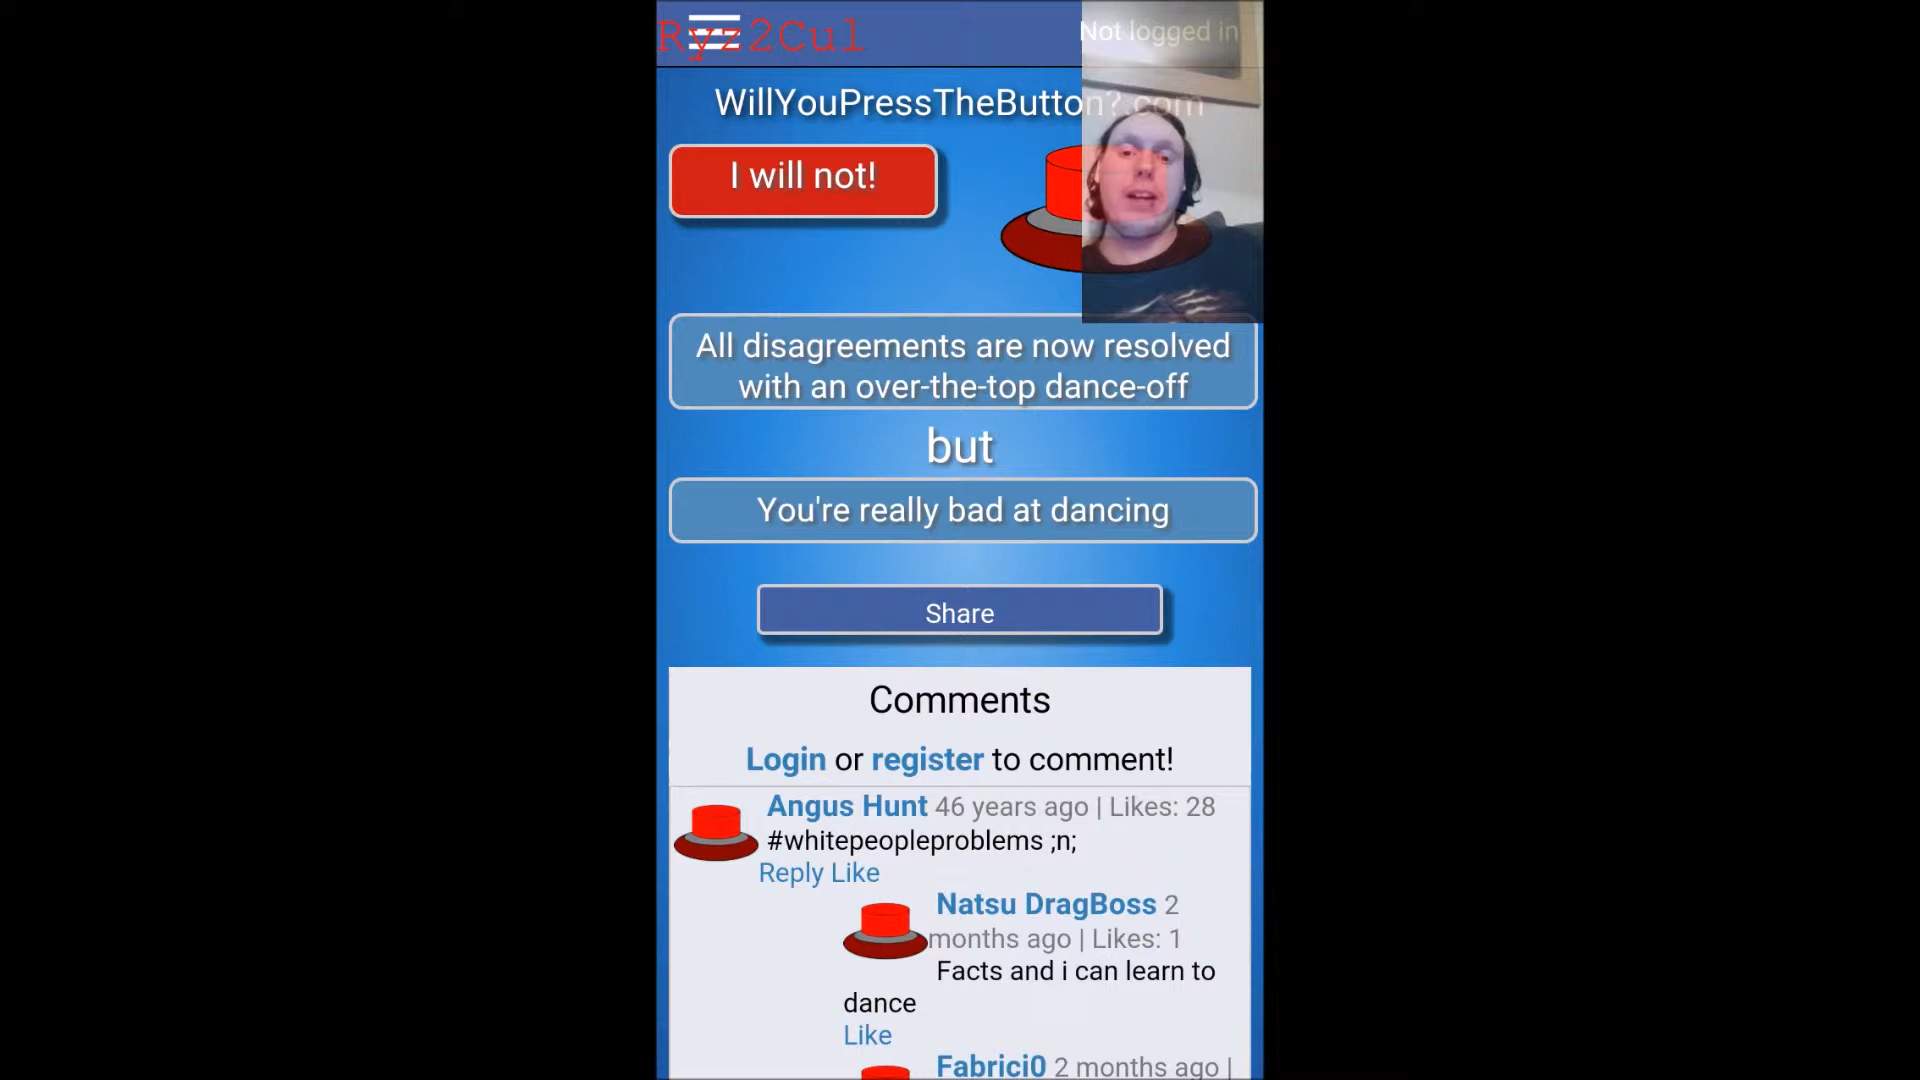 Ryz2Cul
Not logged in
WillYouPressTheButton?.com
I will not!
All disagreements are now resolved
with an over-the-top dance-off
but
You're really bad at dancing
Share
Comments
Login or register to comment!
Angus Hunt 46 years ago | Likes: 28
#whitepeopleproblems ;n;
Reply Like
Natsu DragBoss 2
months ago | Likes: 1
Facts and i can learn to
dance
Like
Fabrici0 2 months ago |